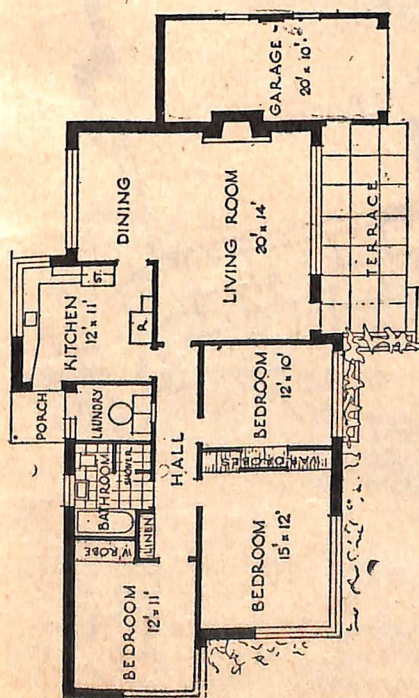 GARAGE
20' x 10'
DINING
LIVING ROOM
20' x 14'
TERRACE
ST.
KITCHEN
12' x 11'
R.
PORCH
LAUNDRY
BATHROOM
SHOWER
HALL
BEDROOM
12' x 10'
WARDROBES
W'ROBE
LINEN
BEDROOM
12' x 11'
BEDROOM
15' x 12'